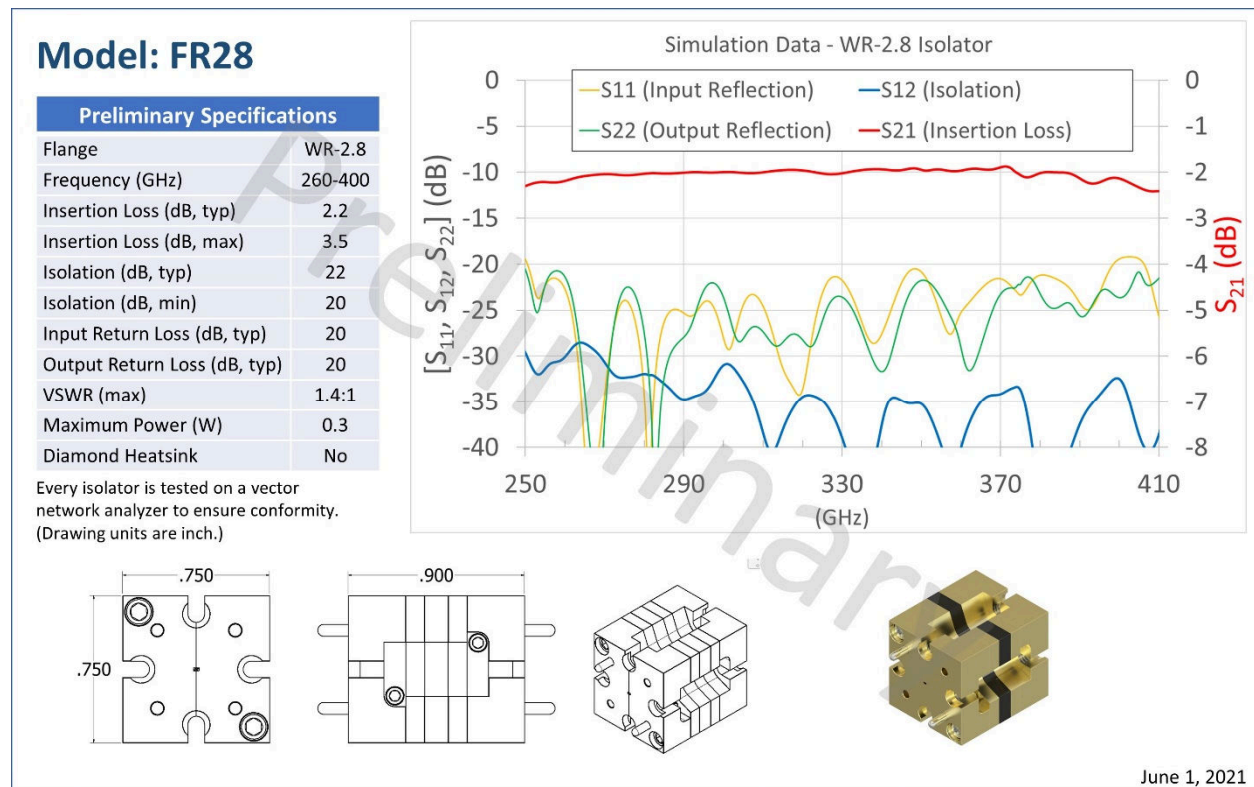 Model: FR28
Preliminary Specifications
Flange WR-2.8
Frequency (GHz) 260-400
Insertion Loss (dB, typ) 2.2
Insertion Loss (dB, max) 3.5
Isolation (dB, typ) 22
Isolation (dB, min) 20
Input Return Loss (dB, typ) 20
Output Return Loss (dB, typ) 20
VSWR (max) 1.4:1
Maximum Power (W) 0.3
Diamond Heatsink No
Every isolator is tested on a vector
network analyzer to ensure conformity.
(Drawing units are inch.)
Simulation Data - WR-2.8 Isolator
S11 (Input Reflection) S12 (Isolation)
S22 (Output Reflection) S21 (Insertion Loss)
[S11, S12, S22] (dB)
0
-5
-10
-15
-20
-25
-30
-35
-40
0
-1
-2
-3
-4
-5
-6
-7
-8
S21 (dB)
250 290 330 370 410
(GHz)
Preliminary
.750
.750
.900
June 1, 2021